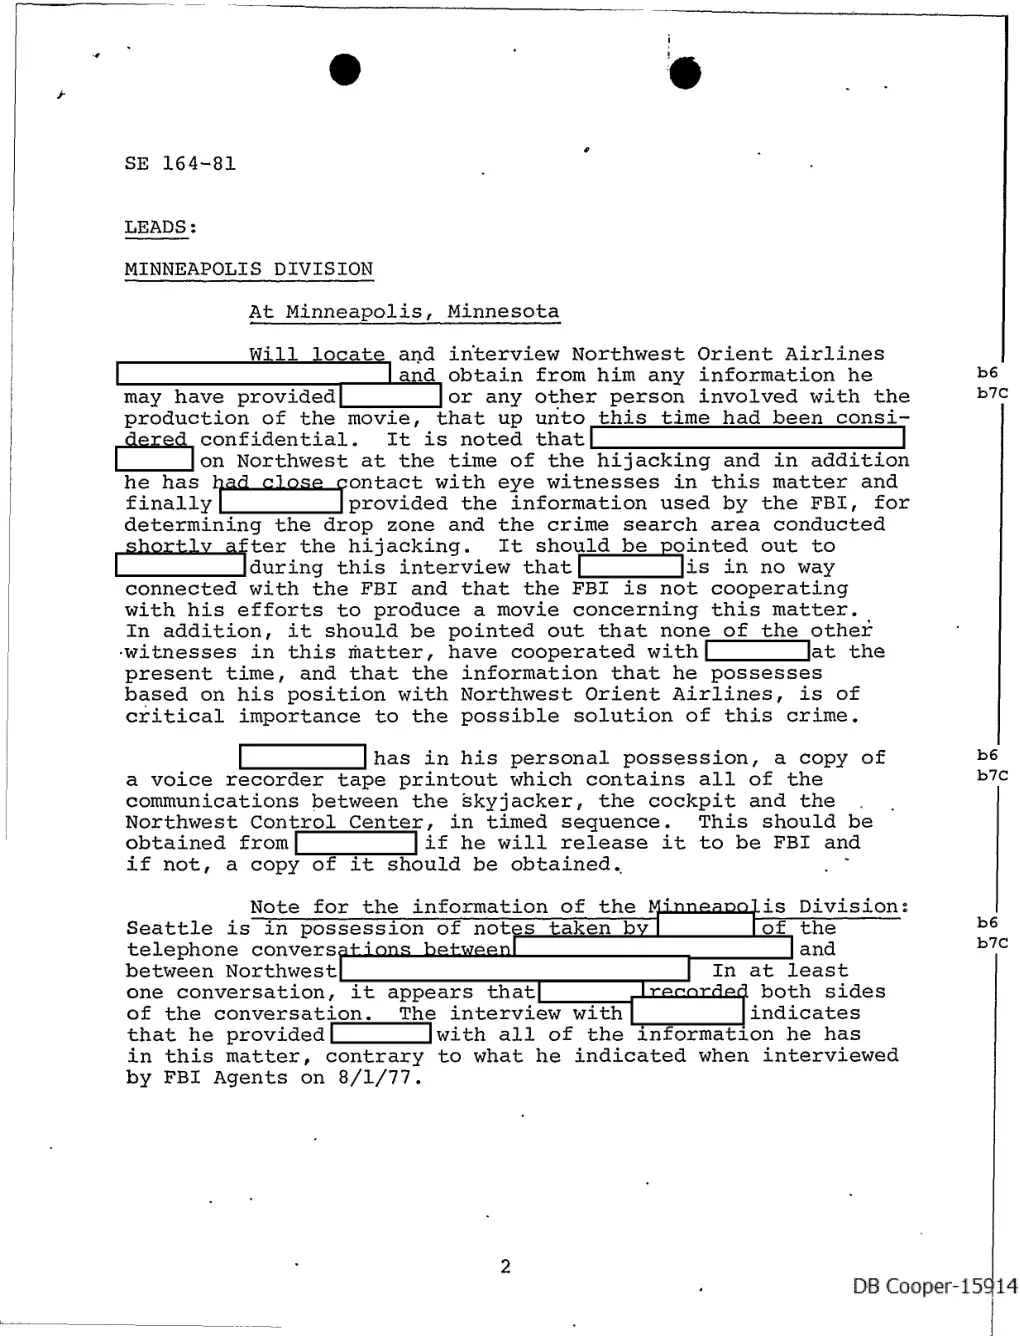 SE 164-81
LEADS:
MINNEAPOLIS DIVISION
At Minneapolis, Minnesota
Will locate and interview Northwest Orient Airlines
and obtain from him any information he
b6
may have provided or any other person involved with the
b7C
production of the movie, that up unto this time had been consi-
dered confidential. It is noted that
on Northwest at the time of the hijacking and in addition
he has had close contact with eye witnesses in this matter and
finally provided the information used by the FBI, for
determining the drop zone and the crime search area conducted
shortly after the hijacking. It should be pointed out to
during this interview that is in no way
connected with the FBI and that the FBI is not cooperating
with his efforts to produce a movie concerning this matter.
In addition, it should be pointed out that none of the other
witnesses in this matter, have cooperated with at the
present time, and that the information that he possesses
based on his position with Northwest Orient Airlines, is of
critical importance to the possible solution of this crime.
has in his personal possession, a copy of
b6
a voice recorder tape printout which contains all of the
b7C
communications between the skyjacker, the cockpit and the
Northwest Control Center, in timed sequence. This should be
obtained from if he will release it to be FBI and
if not, a copy of it should be obtained.
Note for the information of the Minneapolis Division:
Seattle is in possession of notes taken by of the
b6
telephone conversations between and
b7C
between Northwest In at least
one conversation, it appears that recorded both sides
of the conversation. The interview with indicates
that he provided with all of the information he has
in this matter, contrary to what he indicated when interviewed
by FBI Agents on 8/1/77.
2
DB Cooper-15914